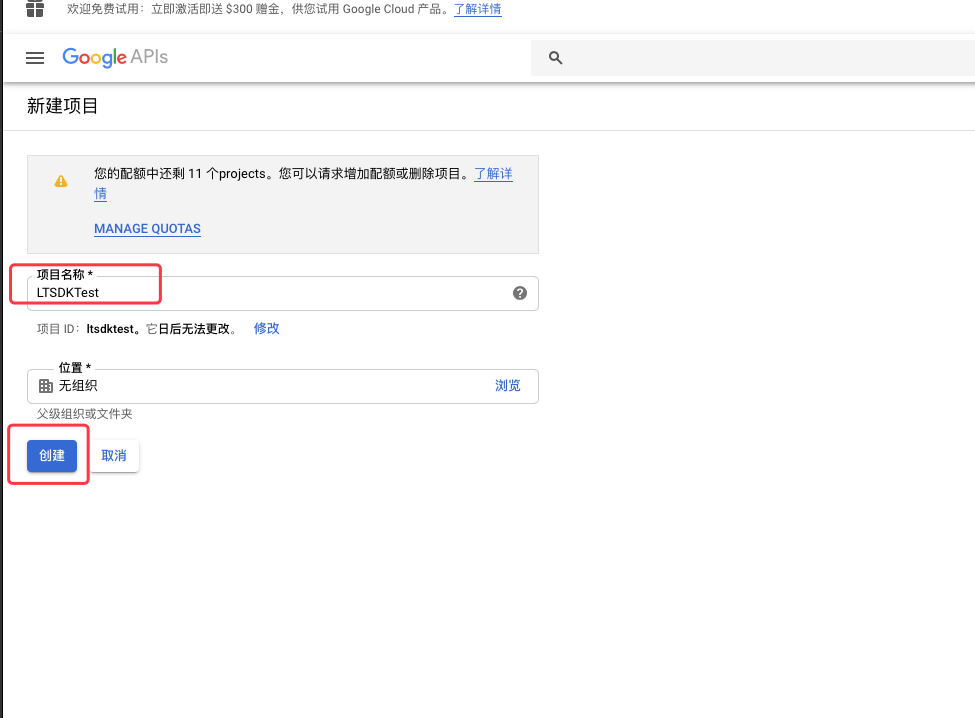 欢迎免费试用：立即激活即送 $300 赠金，供您试用 Google Cloud 产品。了解详情
Google APIs
新建项目
您的配额中还剩 11 个projects。您可以请求增加配额或删除项目。了解详
情
MANAGE QUOTAS
项目名称 *
LTSDKTest
项目 ID：ltsdktest。它日后无法更改。 修改
位置 *
无组织 浏览
父级组织或文件夹
创建 取消